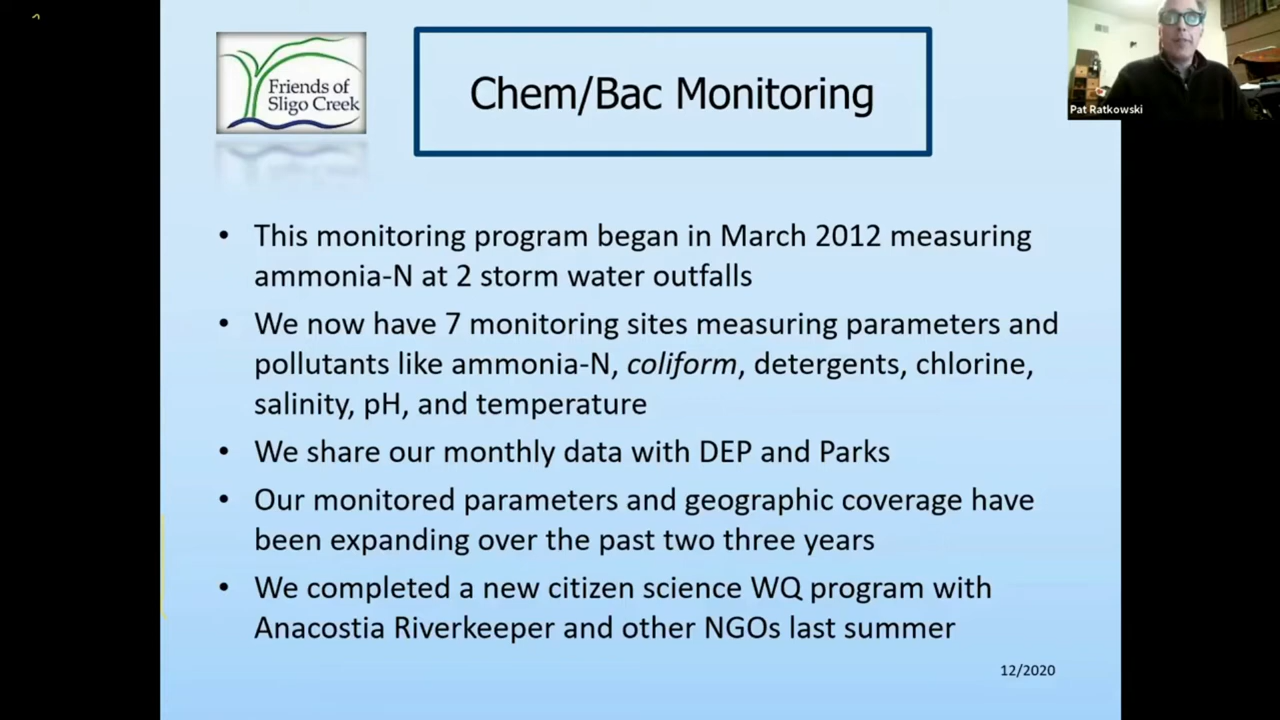 Friends of
Sligo Creek
Chem/Bac Monitoring
Pat Ratkowski
• This monitoring program began in March 2012 measuring
ammonia-N at 2 storm water outfalls
• We now have 7 monitoring sites measuring parameters and
pollutants like ammonia-N, coliform, detergents, chlorine,
salinity, pH, and temperature
• We share our monthly data with DEP and Parks
• Our monitored parameters and geographic coverage have
been expanding over the past two three years
• We completed a new citizen science WQ program with
Anacostia Riverkeeper and other NGOs last summer
12/2020